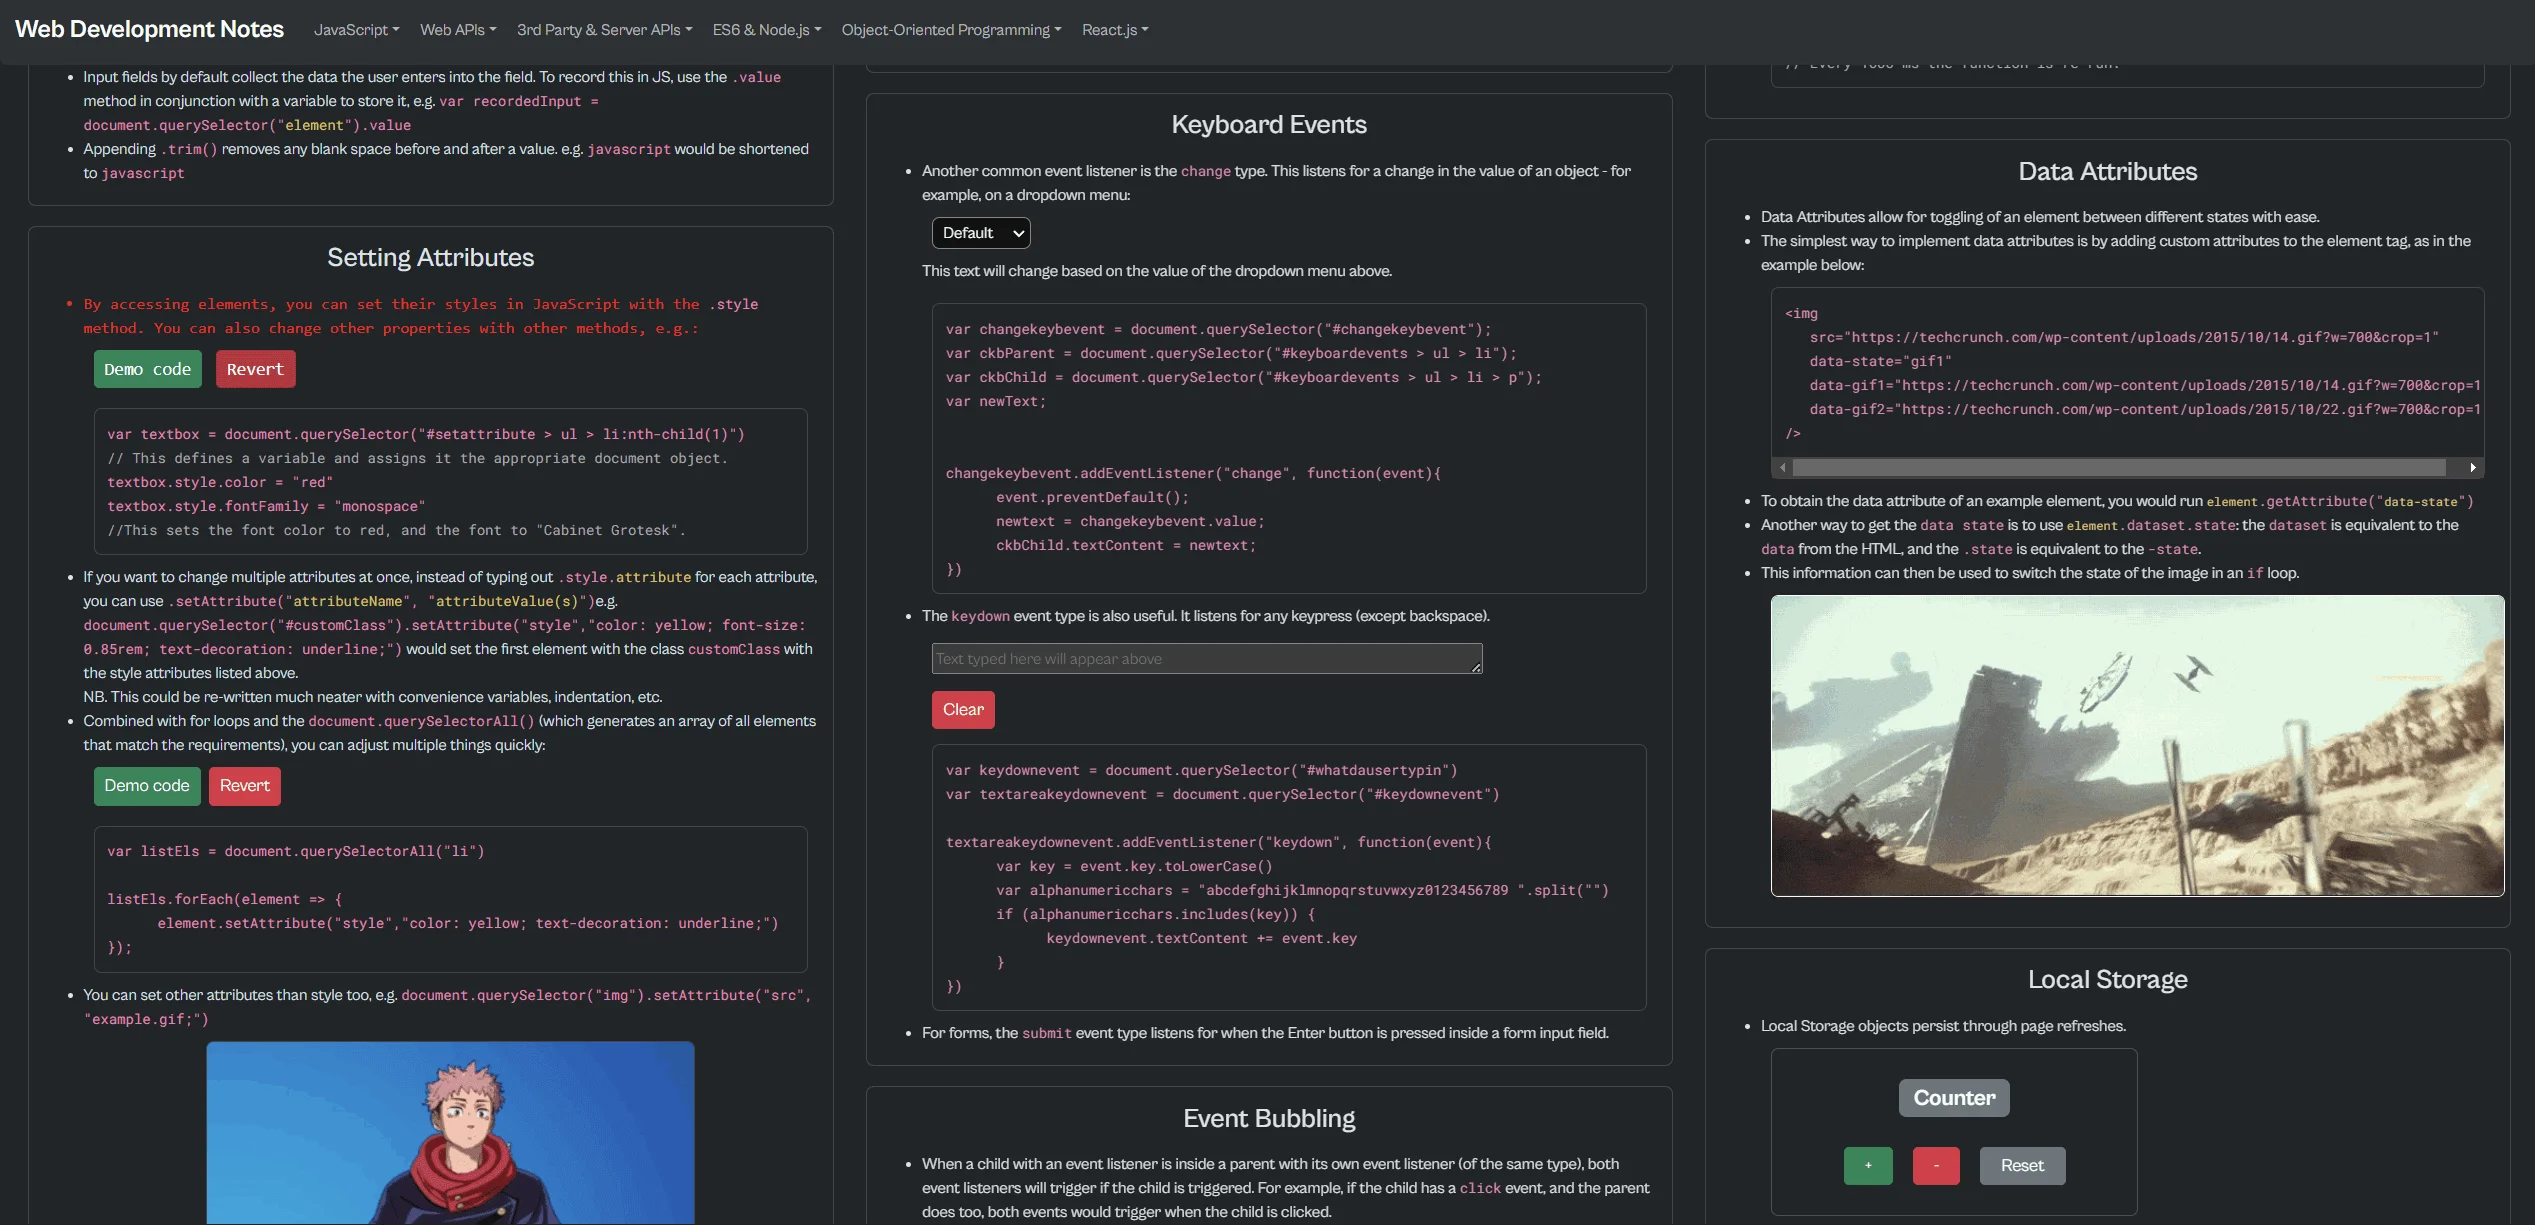 Web Development Notes
JavaScript
Web APIs
3rd Party & Server APIs
ES6 & Node.js
Object-Oriented Programming
React.js
Input fields by default collect the data the user enters into the field. To record this in JS, use the .value
method in conjunction with a variable to store it, e.g. var recordedInput =
document.querySelector("element").value
Appending .trim() removes any blank space before and after a value. e.g. javascript would be shortened
to javascript
Setting Attributes
By accessing elements, you can set their styles in JavaScript with the .style
method. You can also change other properties with other methods, e.g.:
Demo code
Revert
var textbox = document.querySelector("#setattribute > ul > li:nth-child(1)")
// This defines a variable and assigns it the appropriate document object.
textbox.style.color = "red"
textbox.style.fontFamily = "monospace"
//This sets the font color to red, and the font to "Cabinet Grotesk".
If you want to change multiple attributes at once, instead of typing out .style.attribute for each attribute,
you can use .setAttribute("attributeName", "attributeValue(s)")e.g.
document.querySelector("#customClass").setAttribute("style","color: yellow; font-size:
0.85rem; text-decoration: underline;") would set the first element with the class customClass with
the style attributes listed above.
NB. This could be re-written much neater with convenience variables, indentation, etc.
Combined with for loops and the document.querySelectorAll() (which generates an array of all elements
that match the requirements), you can adjust multiple things quickly:
Demo code
Revert
var listEls = document.querySelectorAll("li")
listEls.forEach(element => {
element.setAttribute("style","color: yellow; text-decoration: underline;")
});
You can set other attributes than style too, e.g. document.querySelector("img").setAttribute("src",
"example.gif;")
Keyboard Events
Another common event listener is the change type. This listens for a change in the value of an object - for
example, on a dropdown menu:
Default
This text will change based on the value of the dropdown menu above.
var changekeybevent = document.querySelector("#changekeybevent");
var ckbParent = document.querySelector("#keyboardevents > ul > li");
var ckbChild = document.querySelector("#keyboardevents > ul > li > p");
var newText;
changekeybevent.addEventListener("change", function(event){
event.preventDefault();
newtext = changekeybevent.value;
ckbChild.textContent = newtext;
})
The keydown event type is also useful. It listens for any keypress (except backspace).
Text typed here will appear above
Clear
var keydownevent = document.querySelector("#whatdausertypin")
var textareakeydownevent = document.querySelector("#keydownevent")
textareakeydownevent.addEventListener("keydown", function(event){
var key = event.key.toLowerCase()
var alphanumericchars = "abcdefghijklmnopqrstuvwxyz0123456789 ".split("")
if (alphanumericchars.includes(key)) {
keydownevent.textContent += event.key
}
})
For forms, the submit event type listens for when the Enter button is pressed inside a form input field.
Event Bubbling
When a child with an event listener is inside a parent with its own event listener (of the same type), both
event listeners will trigger if the child is triggered. For example, if the child has a click event, and the parent
does too, both events would trigger when the child is clicked.
// Every 1000 ms the function is re-run.
Data Attributes
Data Attributes allow for toggling of an element between different states with ease.
The simplest way to implement data attributes is by adding custom attributes to the element tag, as in the
example below:
<img
src="https://techcrunch.com/wp-content/uploads/2015/10/14.gif?w=700&crop=1"
data-state="gif1"
data-gif1="https://techcrunch.com/wp-content/uploads/2015/10/14.gif?w=700&crop=1
data-gif2="https://techcrunch.com/wp-content/uploads/2015/10/22.gif?w=700&crop=1
/>
To obtain the data attribute of an example element, you would run element.getAttribute("data-state")
Another way to get the data state is to use element.dataset.state: the dataset is equivalent to the
data from the HTML, and the .state is equivalent to the -state.
This information can then be used to switch the state of the image in an if loop.
Local Storage
Local Storage objects persist through page refreshes.
Counter
+
-
Reset